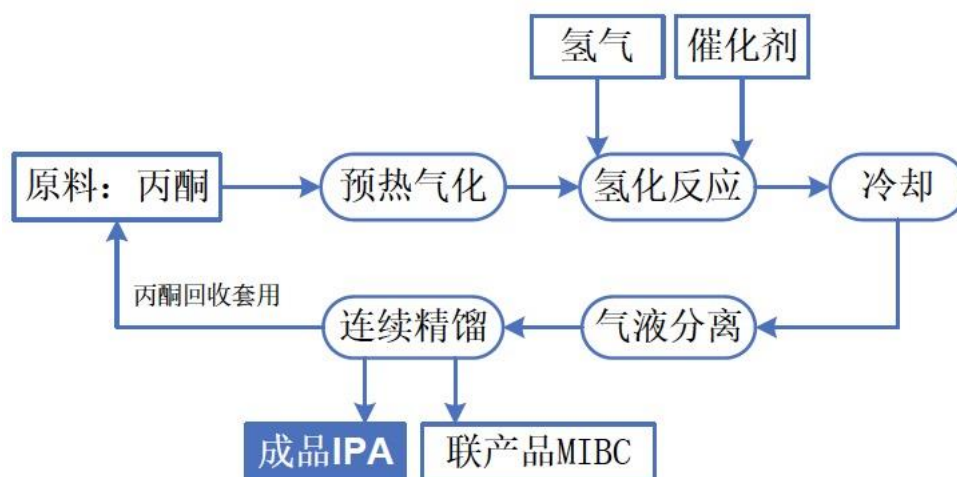 氢气
催化剂
原料：丙酮
预热气化
氢化反应
冷却
丙酮回收套用
连续精馏
气液分离
成品IPA
联产品MIBC